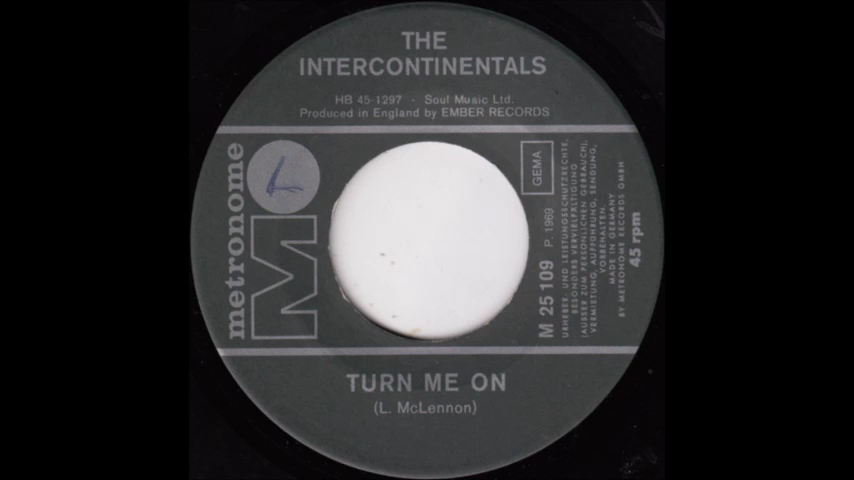 THE
INTERCONTINENTALS
HB 45-1297 - Soul Music Ltd.
Produced in England by EMBER RECORDS
metronome
M
GEMA
M 25 109
P. 1969
URHEBER- UND LEISTUNGSSCHUTZRECHTE,
BESONDERS VERVIELFÄLTIGUNG
(AUSSER ZUM PERSÖNLICHEN GEBRAUCH),
VERMIETUNG, AUFFÜHRUNG, SENDUNG,
VORBEHALTEN.
MADE IN GERMANY
BY METRONOME RECORDS GMBH
45 rpm
TURN ME ON
(L. McLennon)